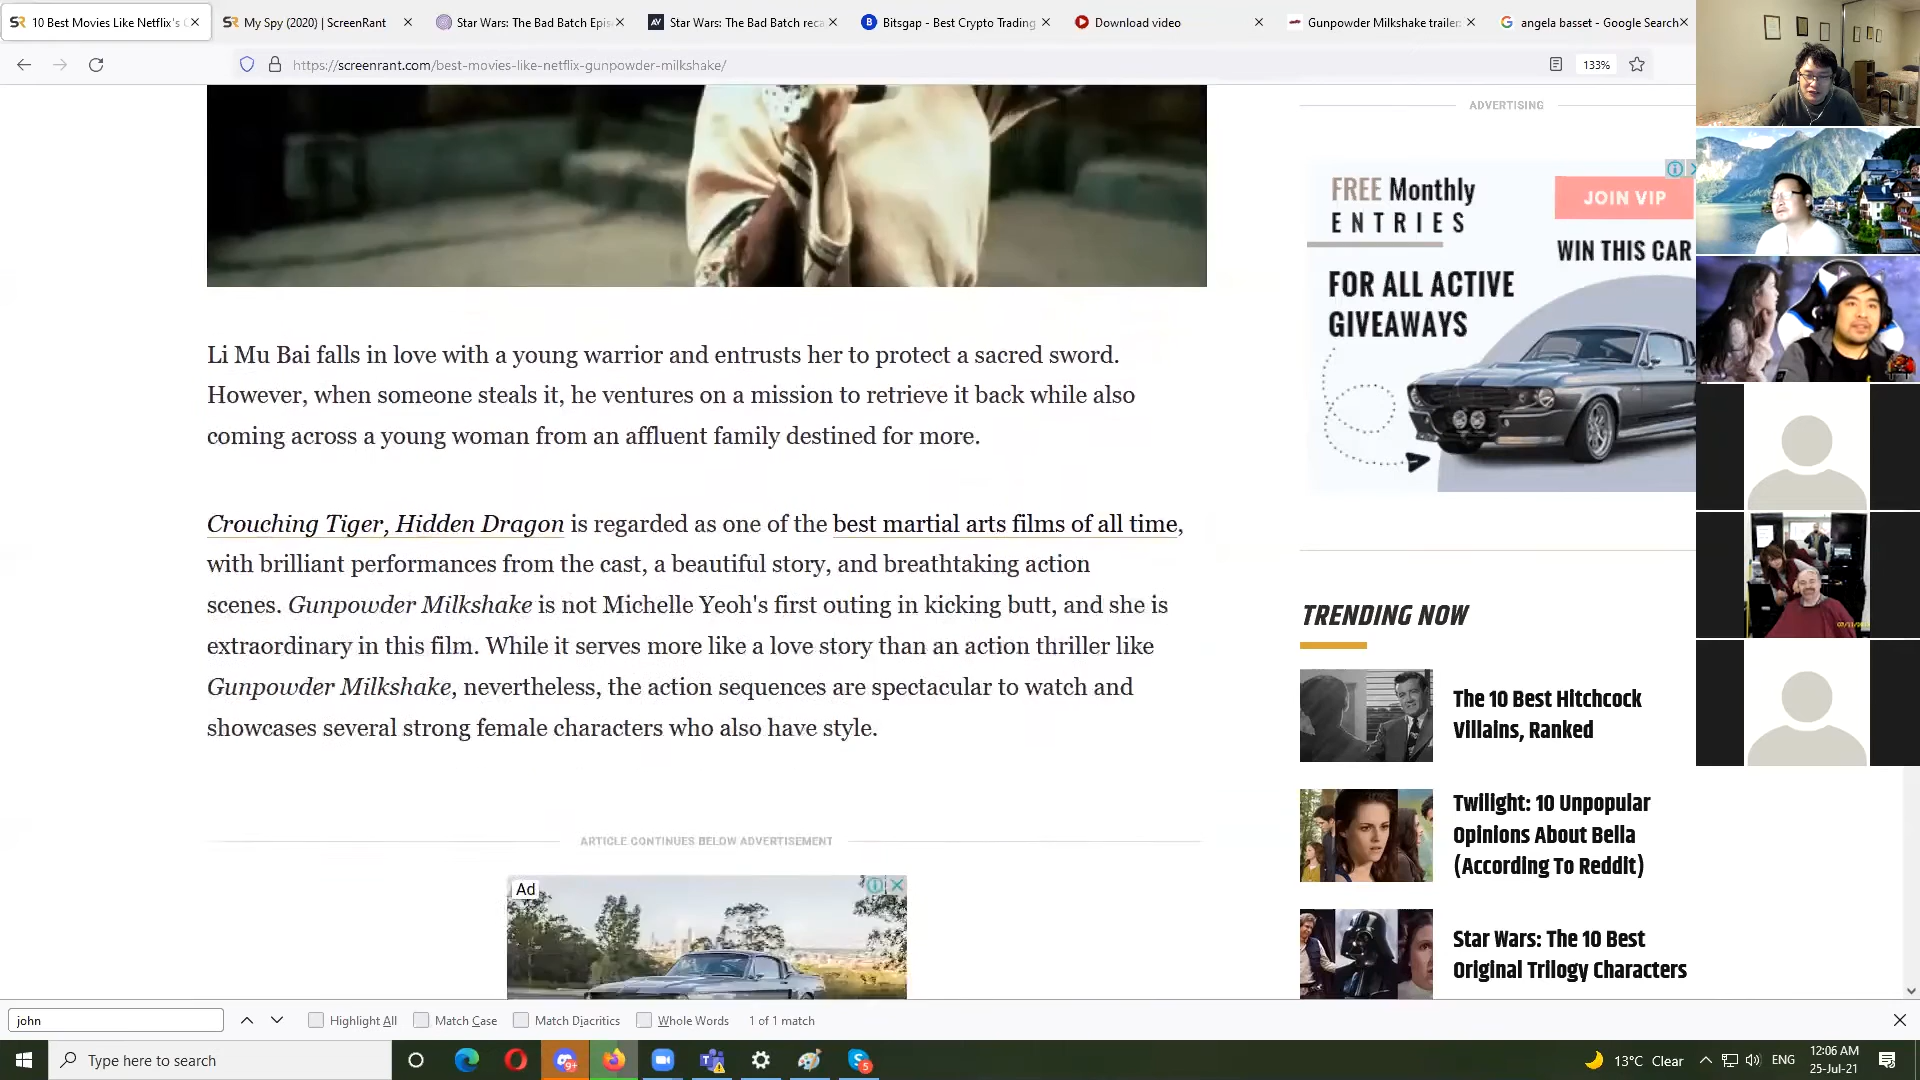 10 Best Movies Like Netflix's
My Spy (2020) | ScreenRant
Star Wars: The Bad Batch Epis
Star Wars: The Bad Batch reca
Bitsgap - Best Crypto Trading
Download video
Gunpowder Milkshake trailer
angela basset - Google Search
https://screenrant.com/best-movies-like-netflix-gunpowder-milkshake/
133%
ADVERTISING
FREE Monthly
ENTRIES
JOIN VIP
WIN THIS CAR
FOR ALL ACTIVE
GIVEAWAYS
Li Mu Bai falls in love with a young warrior and entrusts her to protect a sacred sword.
However, when someone steals it, he ventures on a mission to retrieve it back while also
coming across a young woman from an affluent family destined for more.
Crouching Tiger, Hidden Dragon is regarded as one of the best martial arts films of all time,
with brilliant performances from the cast, a beautiful story, and breathtaking action
scenes. Gunpowder Milkshake is not Michelle Yeoh's first outing in kicking butt, and she is
extraordinary in this film. While it serves more like a love story than an action thriller like
Gunpowder Milkshake, nevertheless, the action sequences are spectacular to watch and
showcases several strong female characters who also have style.
TRENDING NOW
The 10 Best Hitchcock
Villains, Ranked
Twilight: 10 Unpopular
Opinions About Bella
(According To Reddit)
Star Wars: The 10 Best
Original Trilogy Characters
ARTICLE CONTINUES BELOW ADVERTISEMENT
Ad
john
Highlight All
Match Case
Match Diacritics
Whole Words
1 of 1 match
Type here to search
13°C Clear
ENG
12:06 AM
25-Jul-21